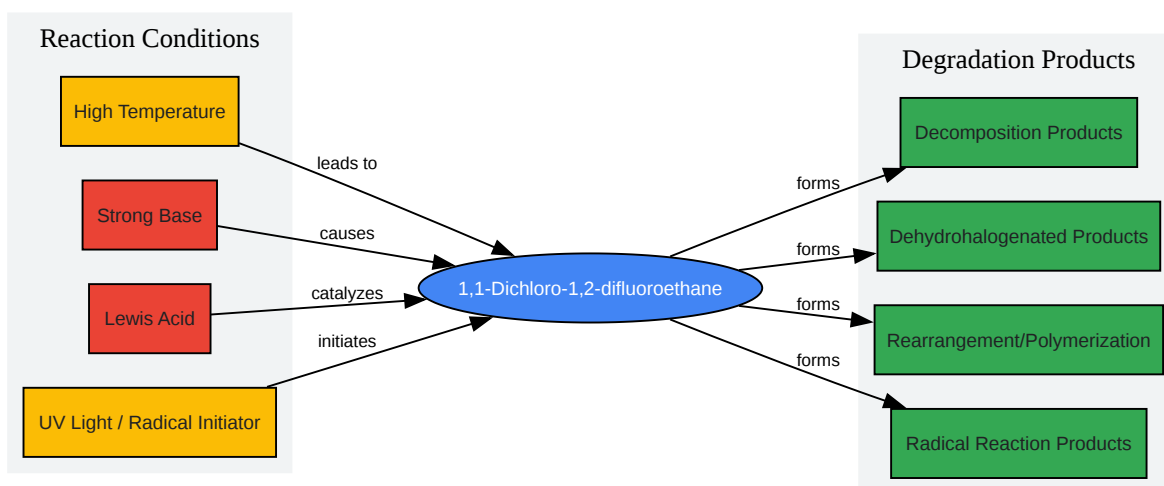 Reaction Conditions
High Temperature
Strong Base
Lewis Acid
UV Light / Radical Initiator
leads to
causes
catalyzes
initiates
1,1-Dichloro-1,2-difluoroethane
forms
forms
forms
forms
Degradation Products
Decomposition Products
Dehydrohalogenated Products
Rearrangement/Polymerization
Radical Reaction Products